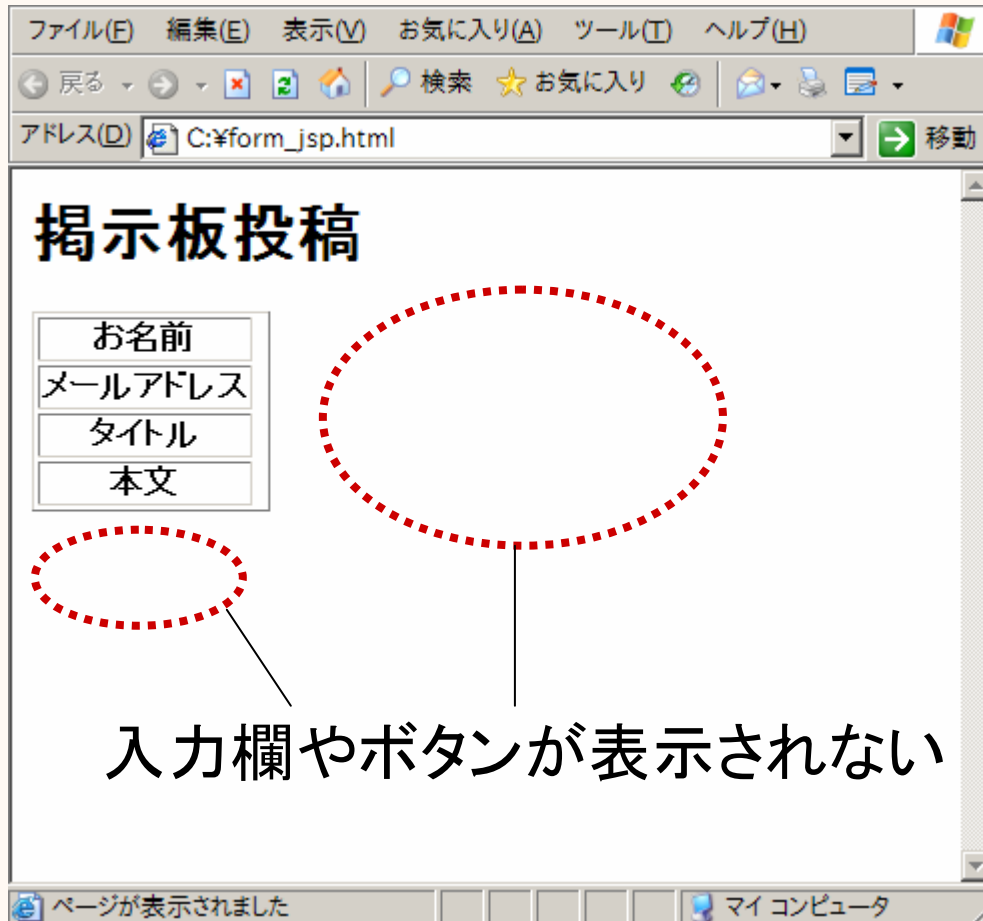 ファイル(F) 編集(E) 表示(V) お気に入り(A) ツール(T) ヘルプ(H)
戻る 検索 お気に入り
アドレス(D) C:¥form_jsp.html 移動
掲示板投稿
お名前
メールアドレス
タイトル
本文
入力欄やボタンが表示されない
ページが表示されました マイ コンピュータ